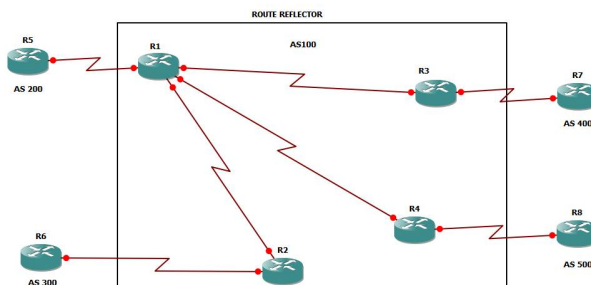 ROUTE REFLECTOR
R5
R1
AS100
R3
R7
AS 200
AS 400
R6
R4
R8
R2
AS 300
AS 500